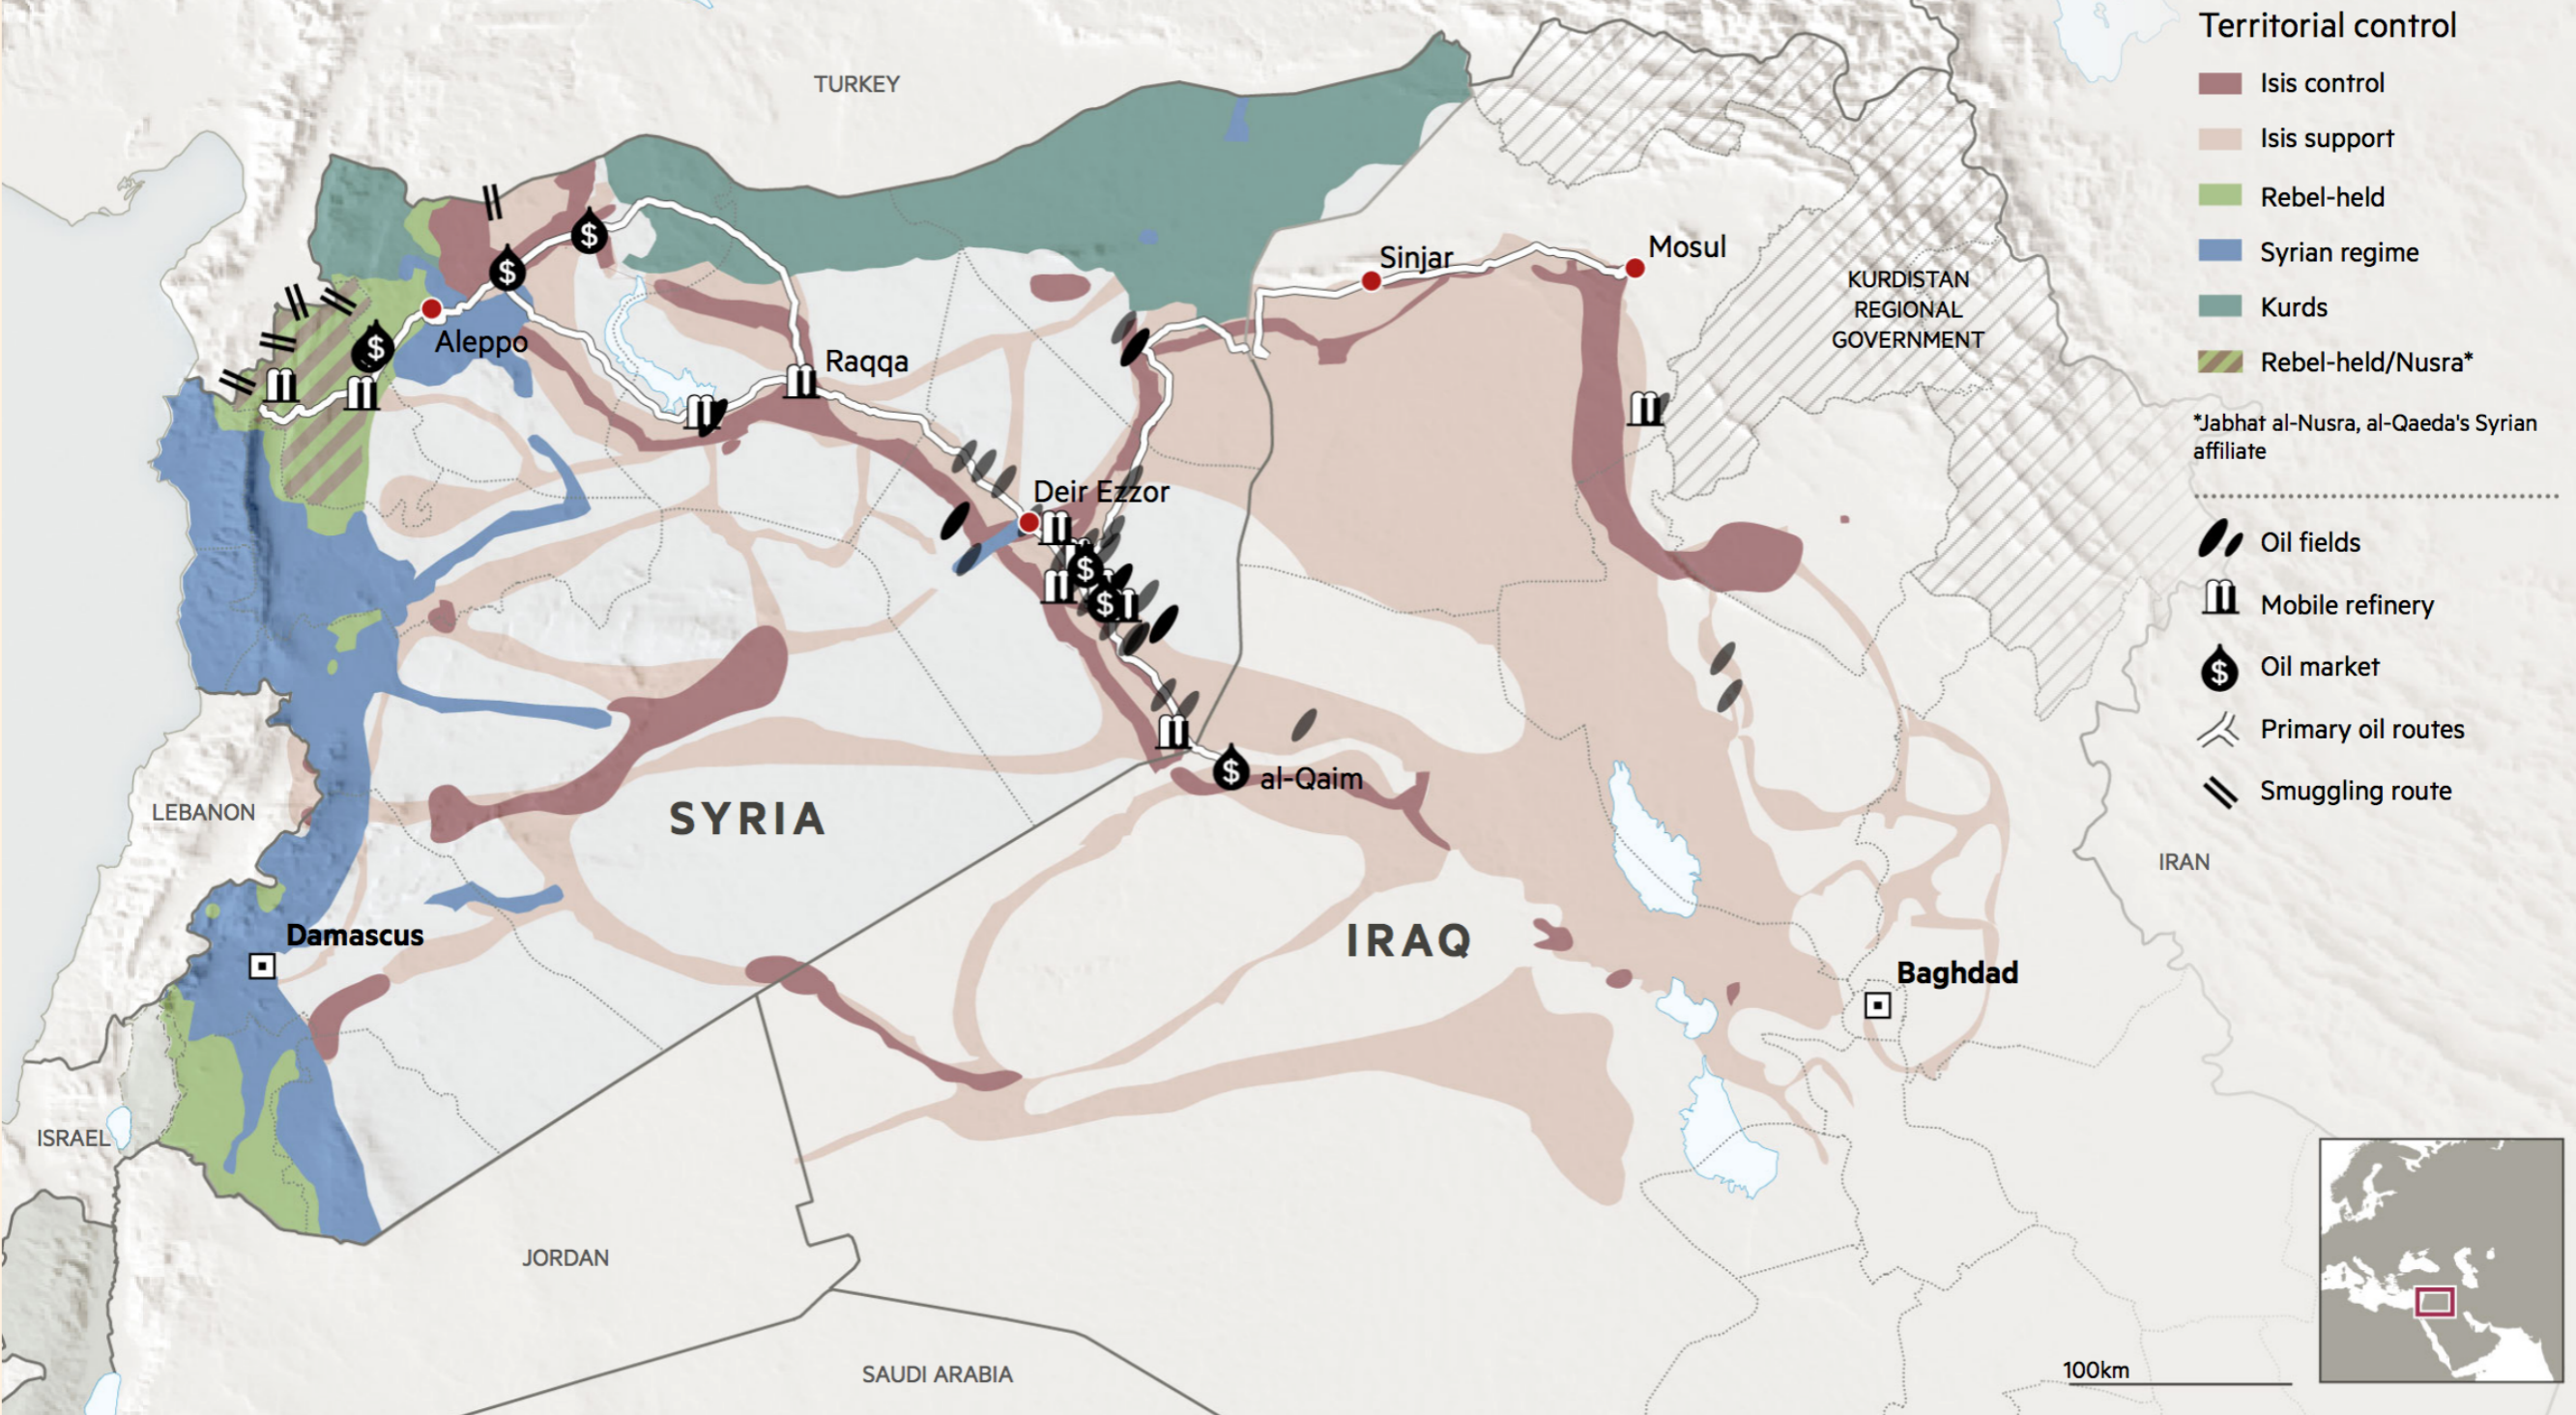 Territorial control
Isis control
Isis support
Rebel-held
Syrian regime
Kurds
Rebel-held/Nusra*
*Jabhat al-Nusra, al-Qaeda's Syrian
affiliate
Oil fields
Mobile refinery
$
Oil market
Primary oil routes
Smuggling route
TURKEY
$
$
$
Aleppo
Raqqa
Sinjar
Mosul
KURDISTAN
REGIONAL
GOVERNMENT
Deir Ezzor
$
$
$
al-Qaim
SYRIA
LEBANON
IRAN
IRAQ
Damascus
Baghdad
ISRAEL
JORDAN
SAUDI ARABIA
100km